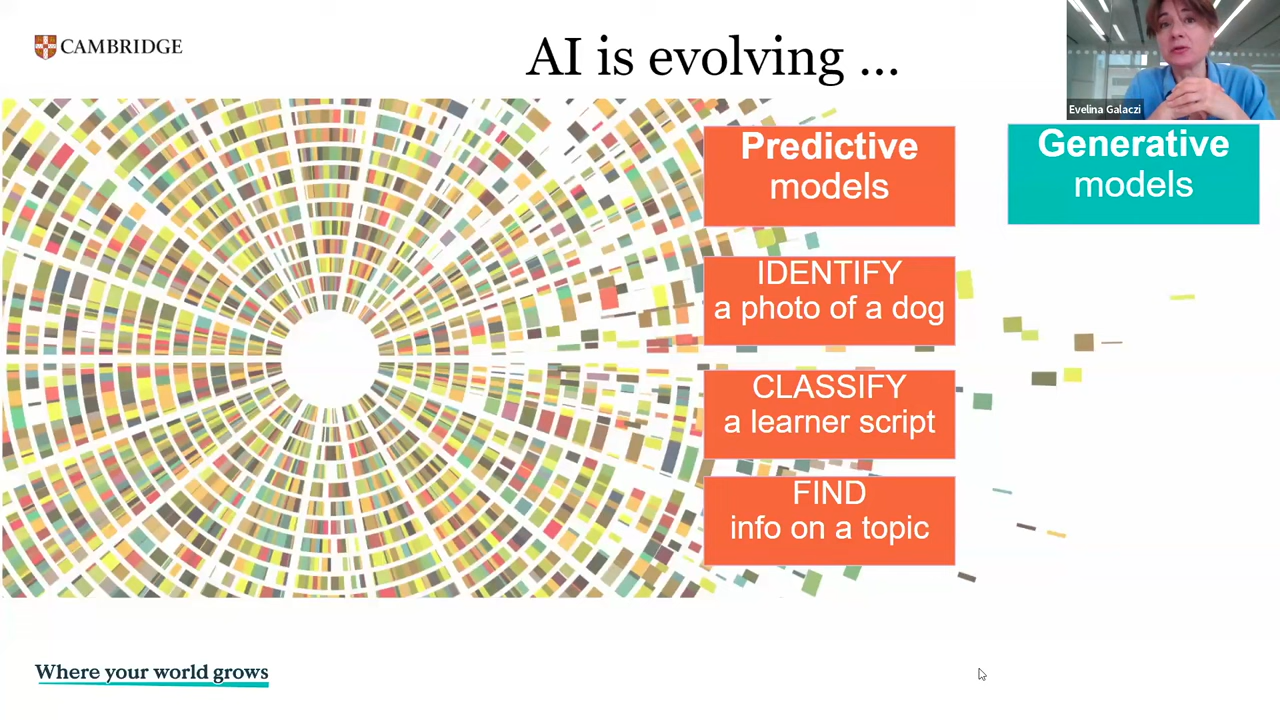 CAMBRIDGE
AI is evolving ...
Evelina Galaczi
Predictive
models
Generative
models
IDENTIFY
a photo of a dog
CLASSIFY
a learner script
FIND
info on a topic
Where your world grows